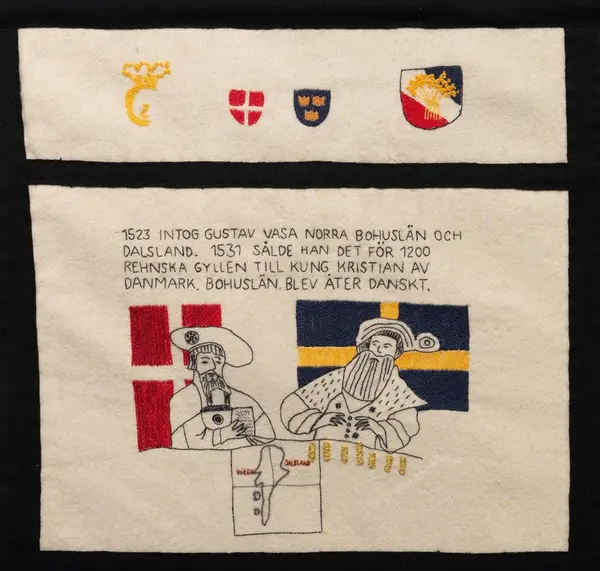 1523 INTOG GUSTAV VASA NORRA BOHUSLÄN OCH
DALSLAND. 1531 SÅLDE HAN DET FÖR 1200
REHNSKA GYLLEN TILL KUNG KRISTIAN AV
DANMARK. BOHUSLÄN. BLEV ÅTER DANSKT.
DALSLAND